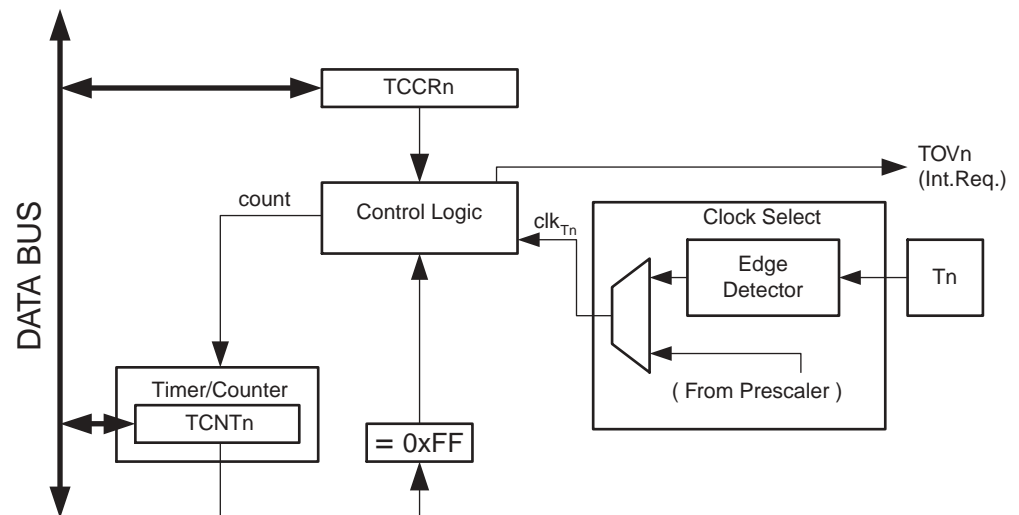 TCCRn
TOVn
(Int.Req.)
count
Control Logic
clkTn
Clock Select
Edge
Detector
Tn
DATA BUS
Timer/Counter
TCNTn
= 0xFF
( From Prescaler )